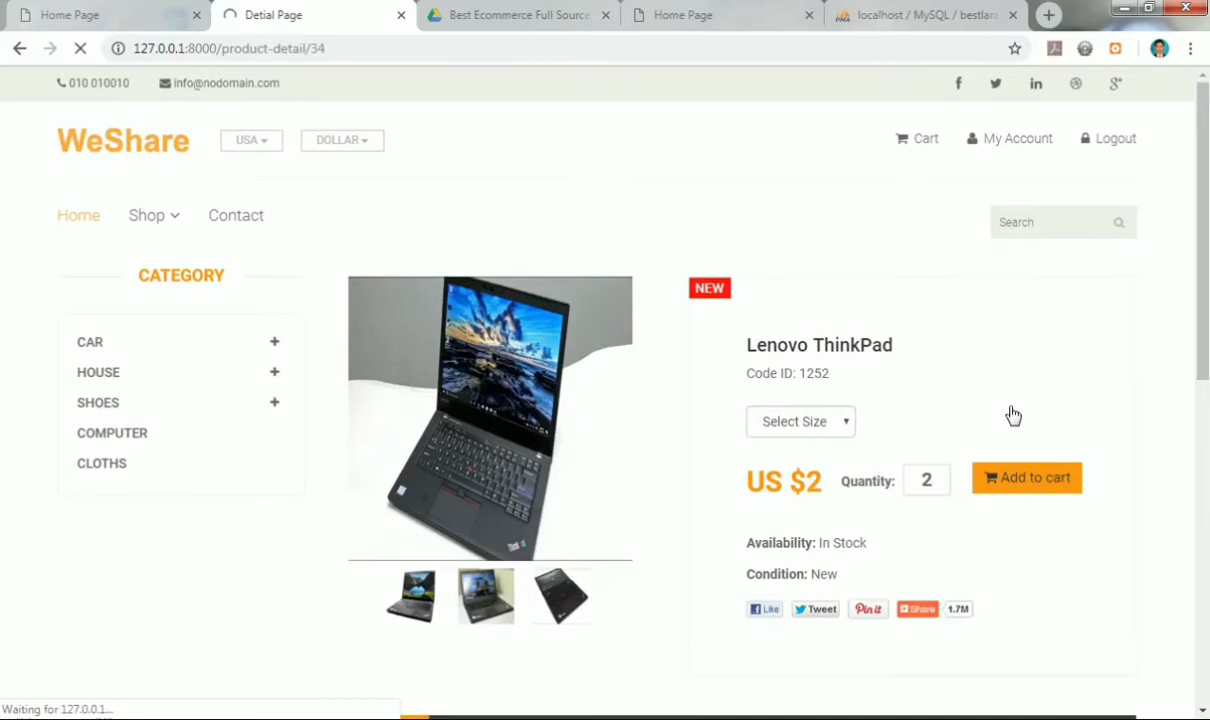 Home Page
Detial Page
Best Ecommerce Full Source
Home Page
localhost / MySQL / bestlara
127.0.0.1:8000/product-detail/34
010 010010
info@nodomain.com
WeShare
USA
DOLLAR
Cart
My Account
Logout
Home
Shop
Contact
Search
CATEGORY
CAR
HOUSE
SHOES
COMPUTER
CLOTHS
NEW
Lenovo ThinkPad
Code ID: 1252
Select Size
US $2
Quantity:
2
Add to cart
Availability: In Stock
Condition: New
Like
Tweet
Pin it
Share
1.7M
Waiting for 127.0.0.1...